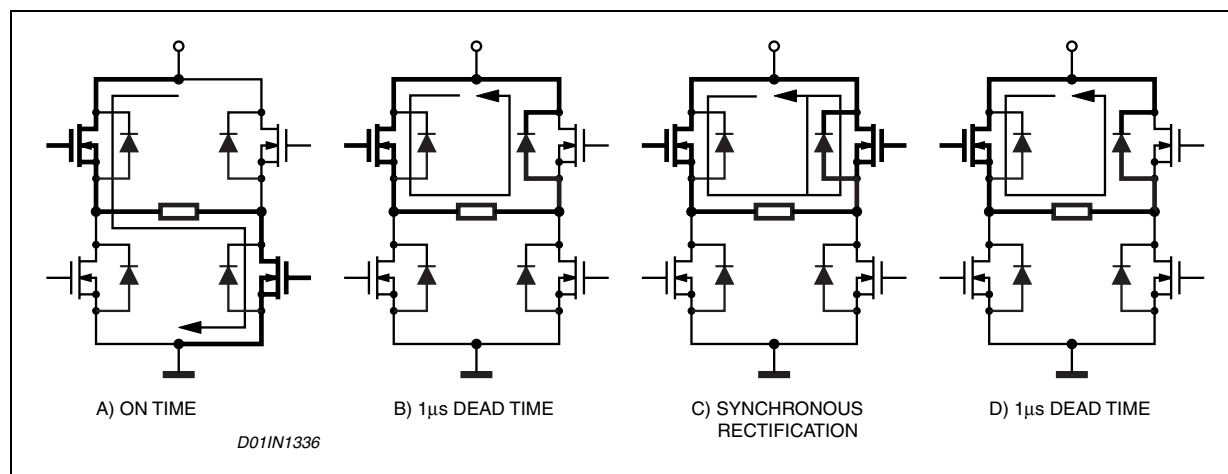 A) ON TIME
B) 1μs DEAD TIME
C) SYNCHRONOUS
RECTIFICATION
D) 1μs DEAD TIME
D01IN1336